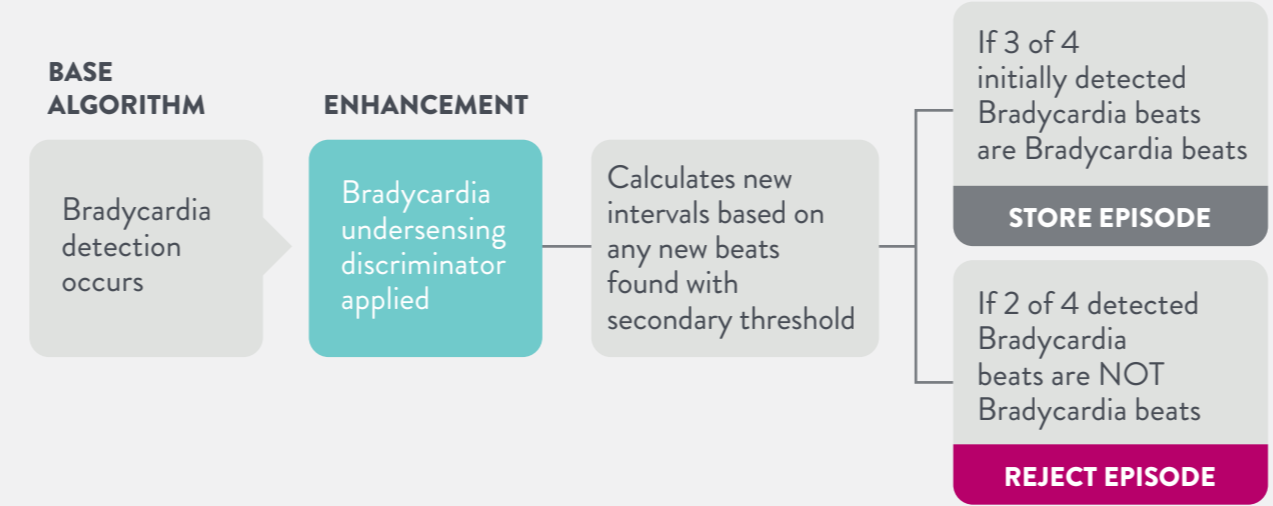 BASE
ALGORITHM
ENHANCEMENT
Bradycardia
detection
occurs
Bradycardia
undersensing
discriminator
applied
Calculates new
intervals based on
any new beats
found with
secondary threshold
If 3 of 4
initially detected
Bradycardia beats
are Bradycardia beats
STORE EPISODE
If 2 of 4 detected
Bradycardia
beats are NOT
Bradycardia beats
REJECT EPISODE